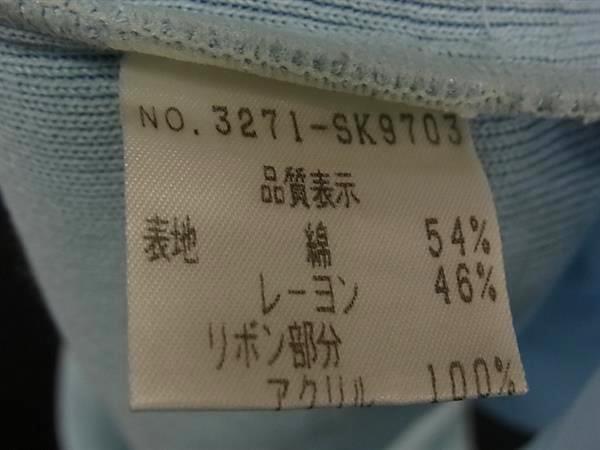 NO.3271-SK9703
品質表示
表地 綿 54%
レーヨン 46%
リボン部分
アクリル 100%